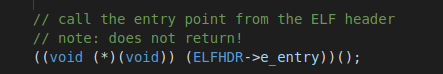 // call the entry point from the ELF header
// note: does not return!
((void (*)(void)) (ELFHDR->e_entry))();